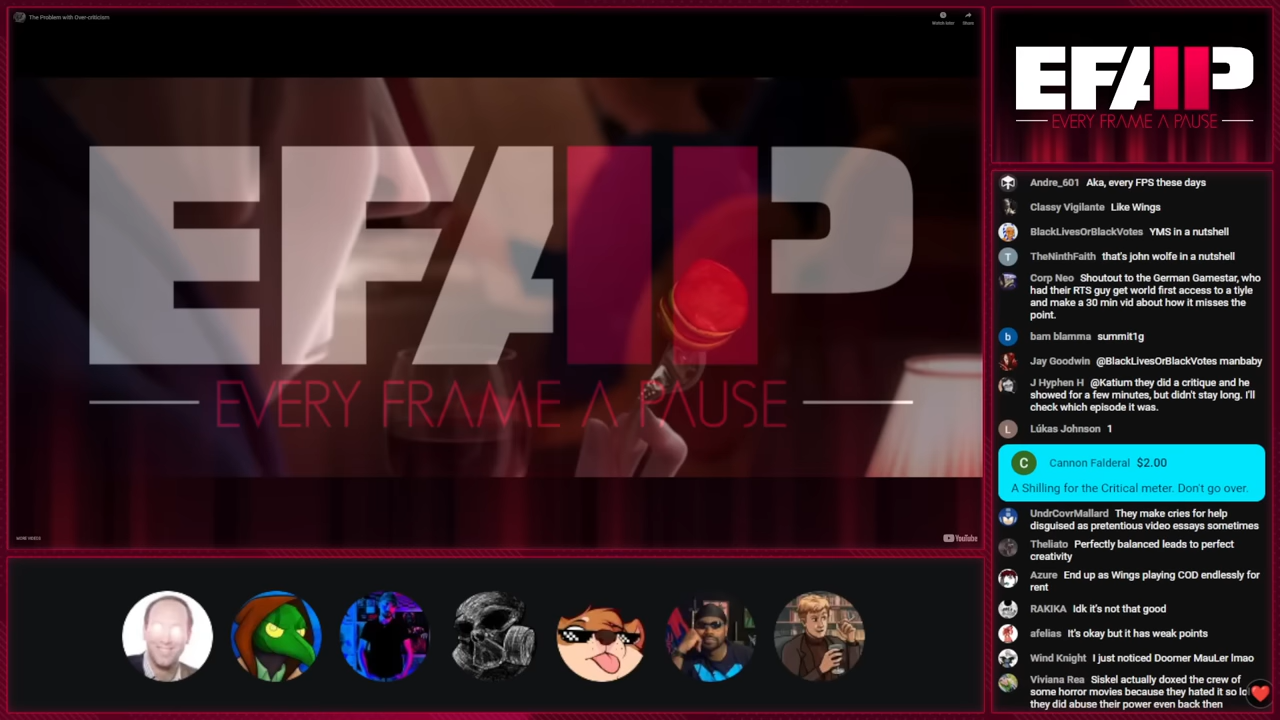 The Problem with Over-criticism
Watch later
Share
EFAP
EVERY FRAME A PAUSE
MORE VIDEOS
YouTube
EFAP
EVERY FRAME A PAUSE
Andre_601 Aka, every FPS these days
Classy Vigilante Like Wings
BlackLivesOrBlackVotes YMS in a nutshell
T
TheNinthFaith that's john wolfe in a nutshell
Corp Neo Shoutout to the German Gamestar, who
had their RTS guy get world first access to a tiyle
and make a 30 min vid about how it misses the
point.
b
bam blamma summit1g
Jay Goodwin @BlackLivesOrBlackVotes manbaby
J Hyphen H @Katium they did a critique and he
showed for a few minutes, but didn't stay long. I'll
check which episode it was.
L
Lúkas Johnson 1
C
Cannon Falderal $2.00
A Shilling for the Critical meter. Don't go over.
UndrCovrMallard They make cries for help
disguised as pretentious video essays sometimes
Theliato Perfectly balanced leads to perfect
creativity
Azure End up as Wings playing COD endlessly for
rent
RAKIKA Idk it's not that good
afelias It's okay but it has weak points
Wind Knight I just noticed Doomer MauLer lmao
Viviana Rea Siskel actually doxed the crew of
some horror movies because they hated it so
they did abuse their power even back then